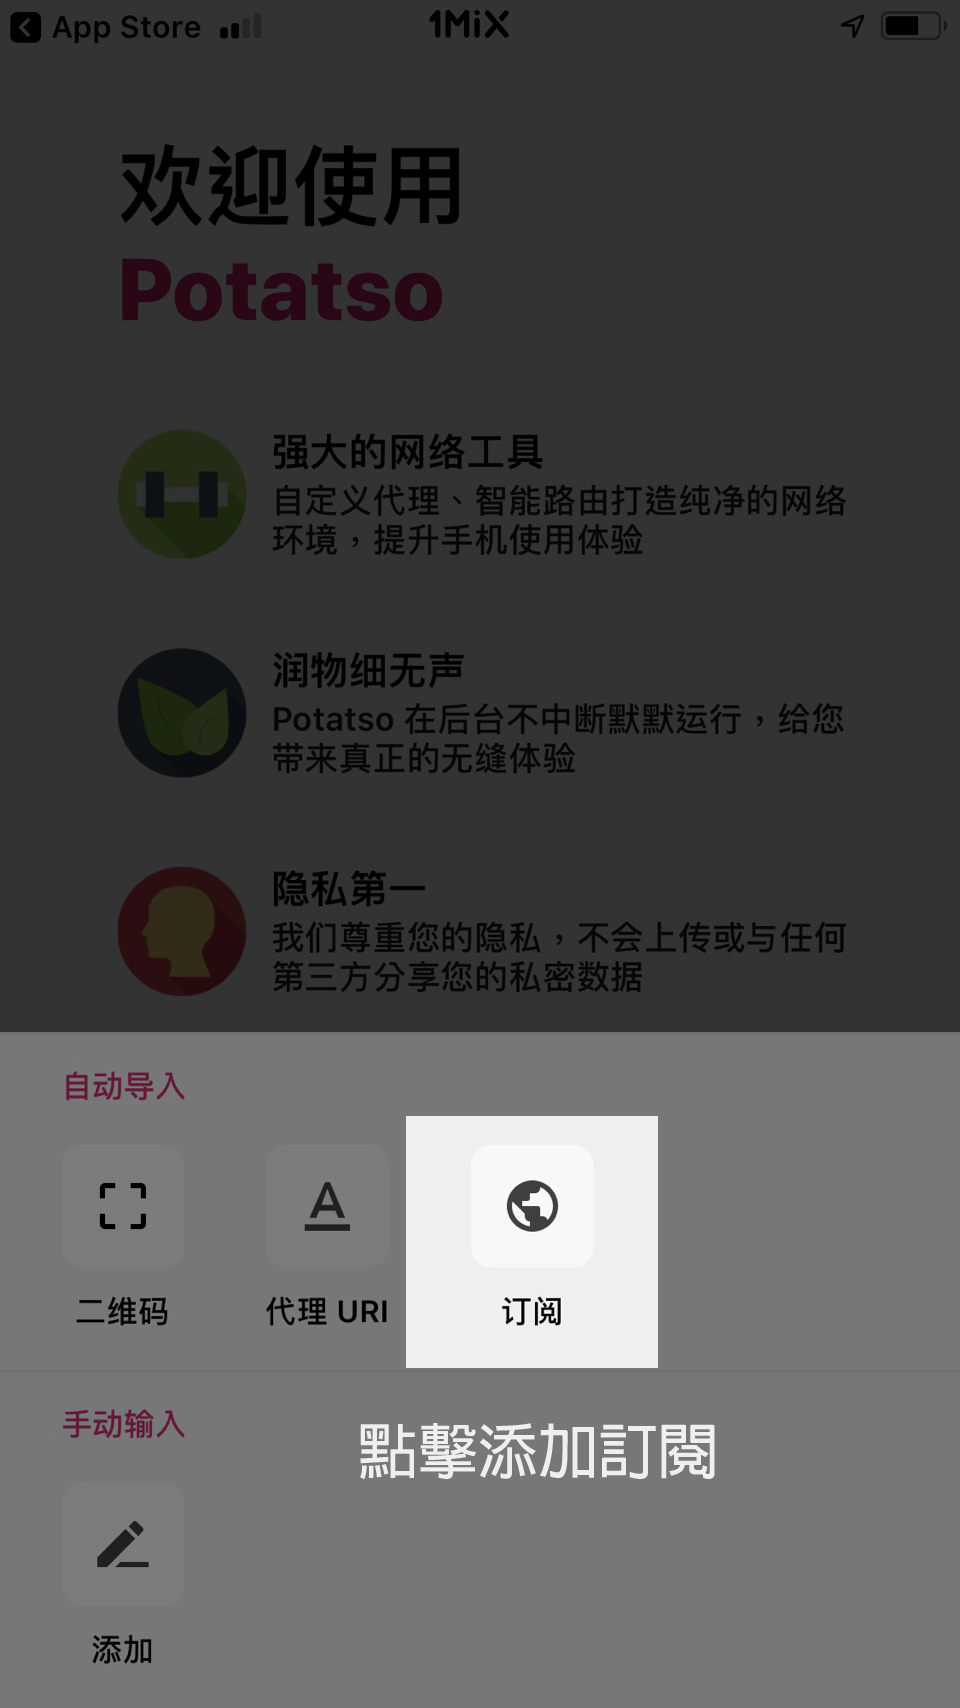 App Store
1MiX
欢迎使用
Potatso
强大的网络工具
自定义代理、智能路由打造纯净的网络
环境，提升手机使用体验
润物细无声
Potatso 在后台不中断默默运行，给您
带来真正的无缝体验
隐私第一
我们尊重您的隐私，不会上传或与任何
第三方分享您的私密数据
自动导入
A
二维码
代理 URI
订阅
手动输入
點擊添加訂閱
添加